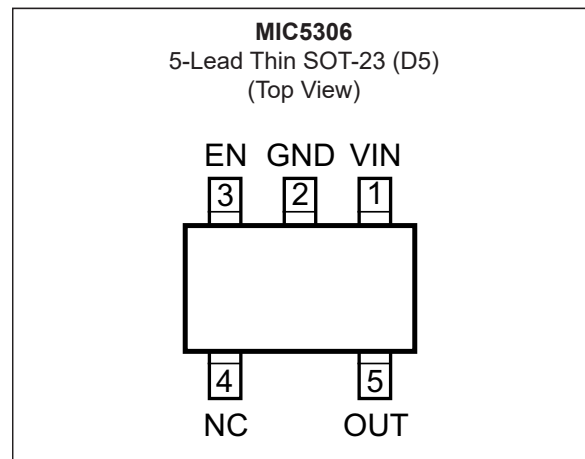 MIC5306
5-Lead Thin SOT-23 (D5)
(Top View)
EN GND VIN
3 2 1
4 5
NC OUT